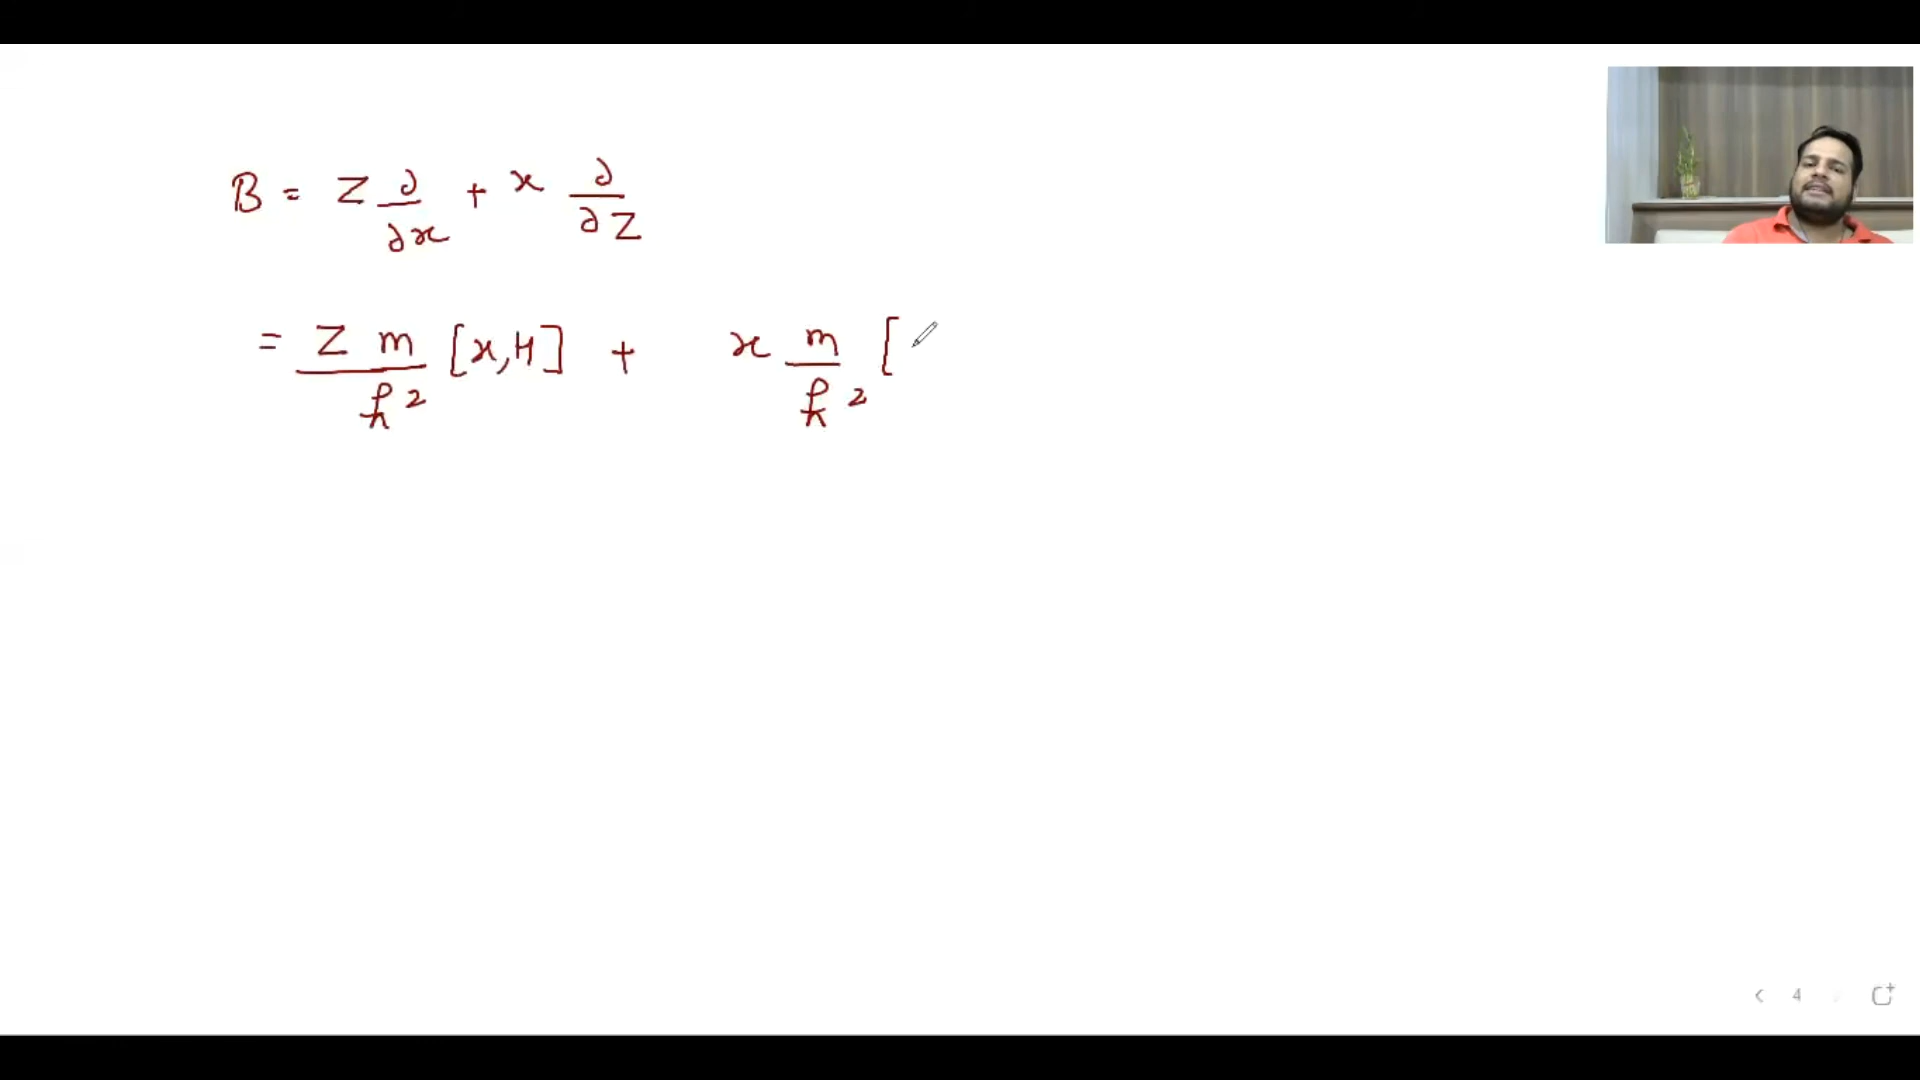 B = Z ∂/∂x + x ∂/∂Z
= Z m/ħ² [x,H] + x m/ħ² [
< 4